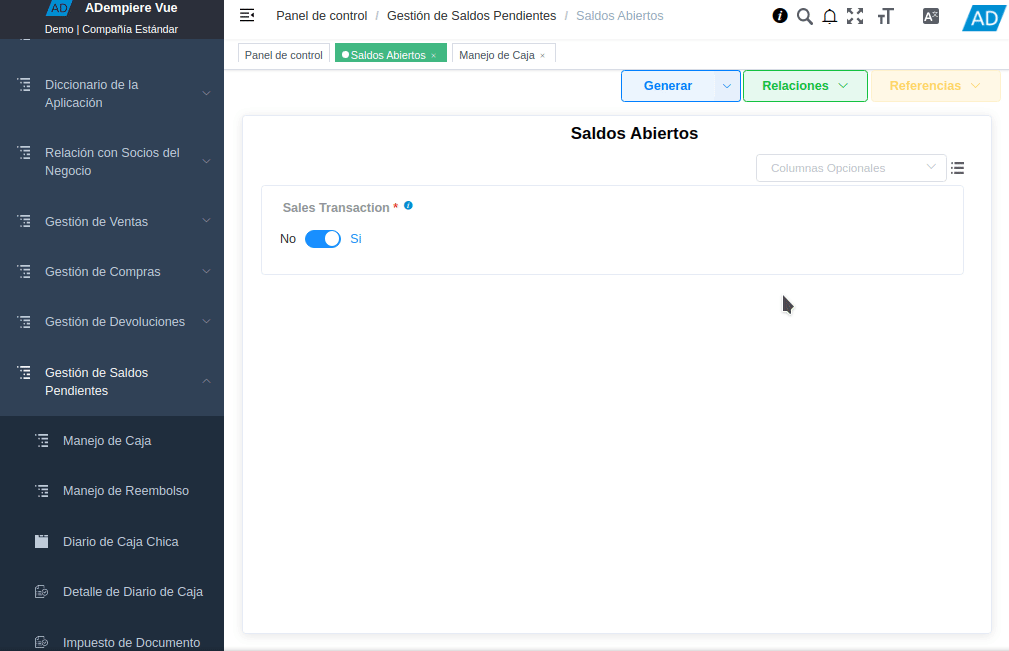 AD ADempiere Vue
Demo | Compañía Estándar
Diccionario de la
Aplicación
Relación con Socios del
Negocio
Gestión de Ventas
Gestión de Compras
Gestión de Devoluciones
Gestión de Saldos
Pendientes
Manejo de Caja
Manejo de Reembolso
Diario de Caja Chica
Detalle de Diario de Caja
Impuesto de Documento
Panel de control / Gestión de Saldos Pendientes / Saldos Abiertos
AD
Panel de control
Saldos Abiertos ×
Manejo de Caja ×
Generar
Relaciones
Referencias
Saldos Abiertos
Columnas Opcionales
Sales Transaction *
No
Si